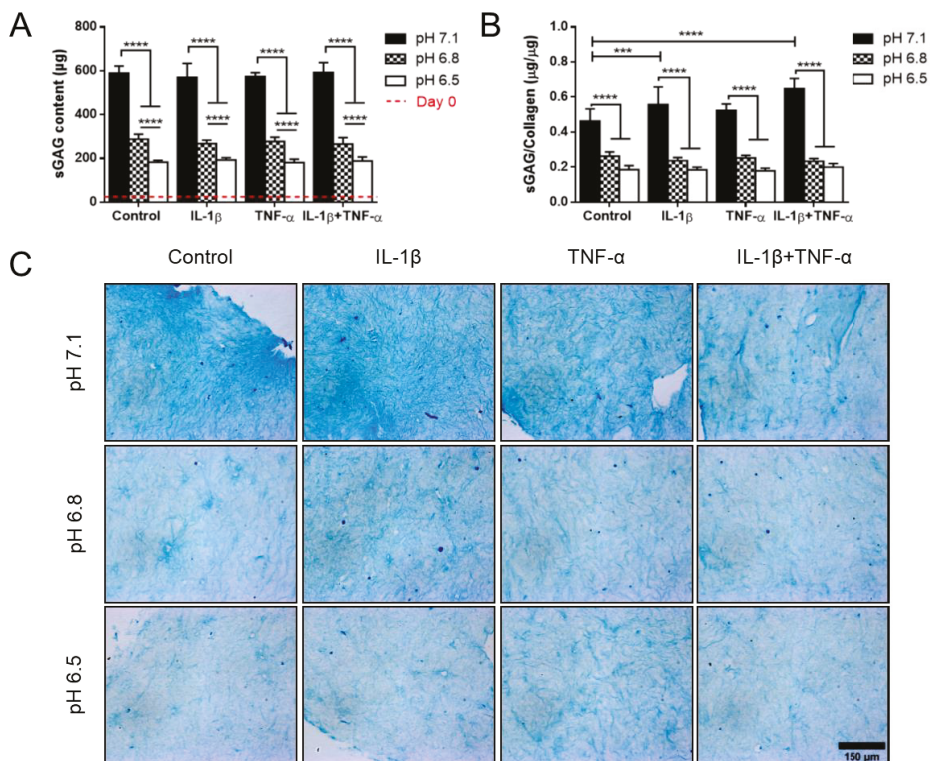 A
sGAG content (µg)
800
600
400
200
0
**** **** **** ****
**** **** **** ****
Control IL-1β TNF-α IL-1β+TNF-α
pH 7.1
pH 6.8
pH 6.5
Day 0
B
sGAG/Collagen (µg/µg)
1.0
0.8
0.6
0.4
0.2
0.0
****
***
**** **** **** ****
Control IL-1β TNF-α IL-1β+TNF-α
pH 7.1
pH 6.8
pH 6.5
C
Control IL-1β TNF-α IL-1β+TNF-α
pH 7.1
pH 6.8
pH 6.5
150 µm